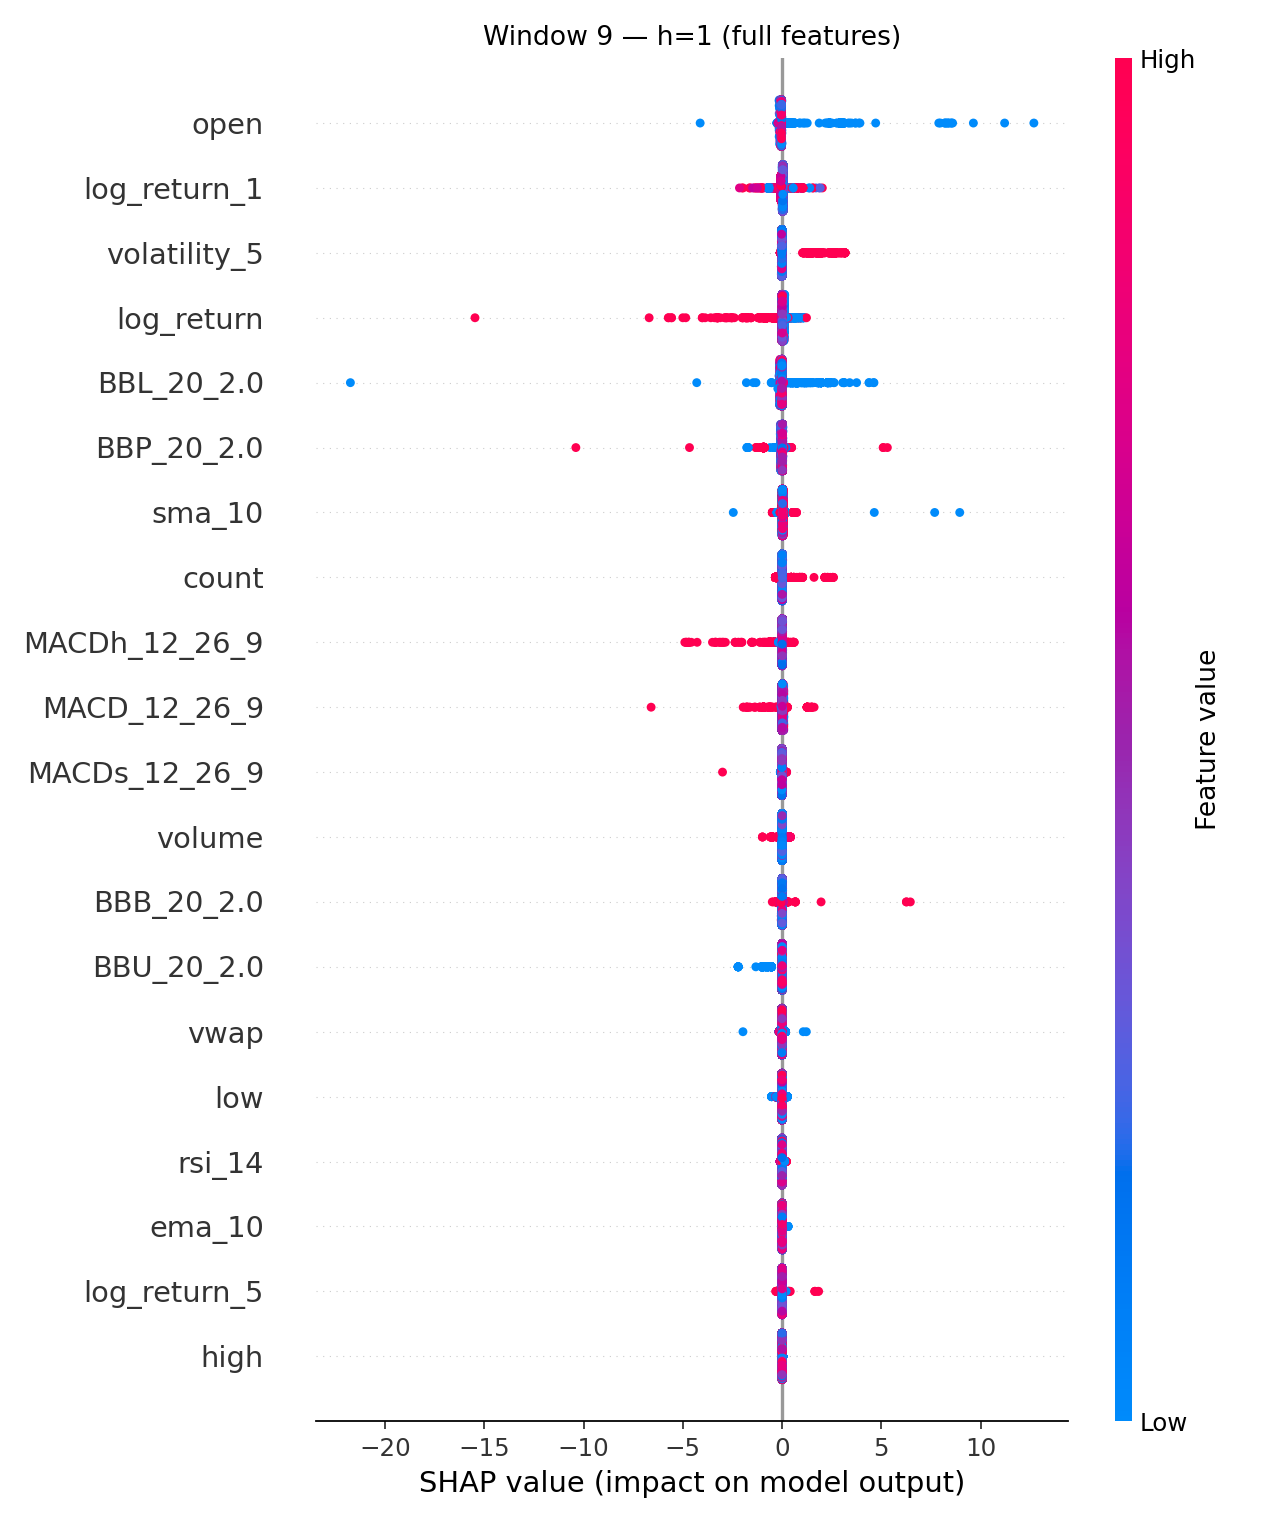 Window 9 — h=1 (full features)
High
open
log_return_1
volatility_5
log_return
BBL_20_2.0
BBP_20_2.0
sma_10
count
MACDh_12_26_9
MACD_12_26_9
MACDs_12_26_9
volume
BBB_20_2.0
BBU_20_2.0
vwap
low
rsi_14
ema_10
log_return_5
high
Feature value
Low
−20 −15 −10 −5 0 5 10
SHAP value (impact on model output)